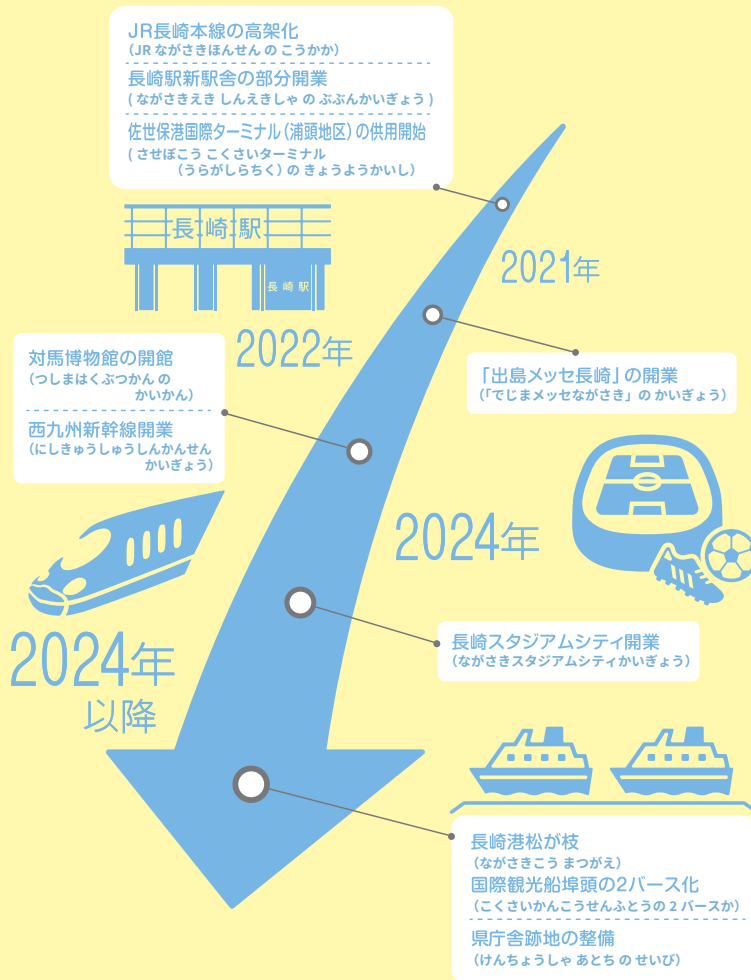 JR長崎本線の高架化
(JR ながさきほんせん の こうかか)
長崎駅新駅舎の部分開業
( ながさきえき しんえきしゃ の ぶぶんかいぎょう )
佐世保港国際ターミナル(浦頭地区)の供用開始
( させぼこう こくさいターミナル
(うらがしらちく) の きょうようかいし)
長崎駅
長崎駅
2021年
2022年
「出島メッセ長崎」の開業
(「でじまメッセながさき」の かいぎょう)
対馬博物館の開館
(つしまはくぶつかん の
かいかん)
西九州新幹線開業
(にしきゅうしゅうしんかんせん
かいぎょう)
2024年
長崎スタジアムシティ開業
(ながさきスタジアムシティかいぎょう)
2024年
以降
長崎港松が枝
(ながさきこう まつがえ)
国際観光船埠頭の2バース化
(こくさいかんこうせんふとうの 2 バースか)
県庁舎跡地の整備
(けんちょうしゃ あとち の せいび)